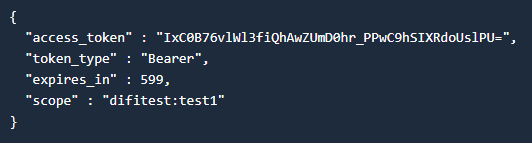 {
"access_token" : "IxC0B76vlWl3fiQhAwZUmD0hr_PPwC9hSIXRdoUslPU=",
"token_type" : "Bearer",
"expires_in" : 599,
"scope" : "difitest:test1"
}